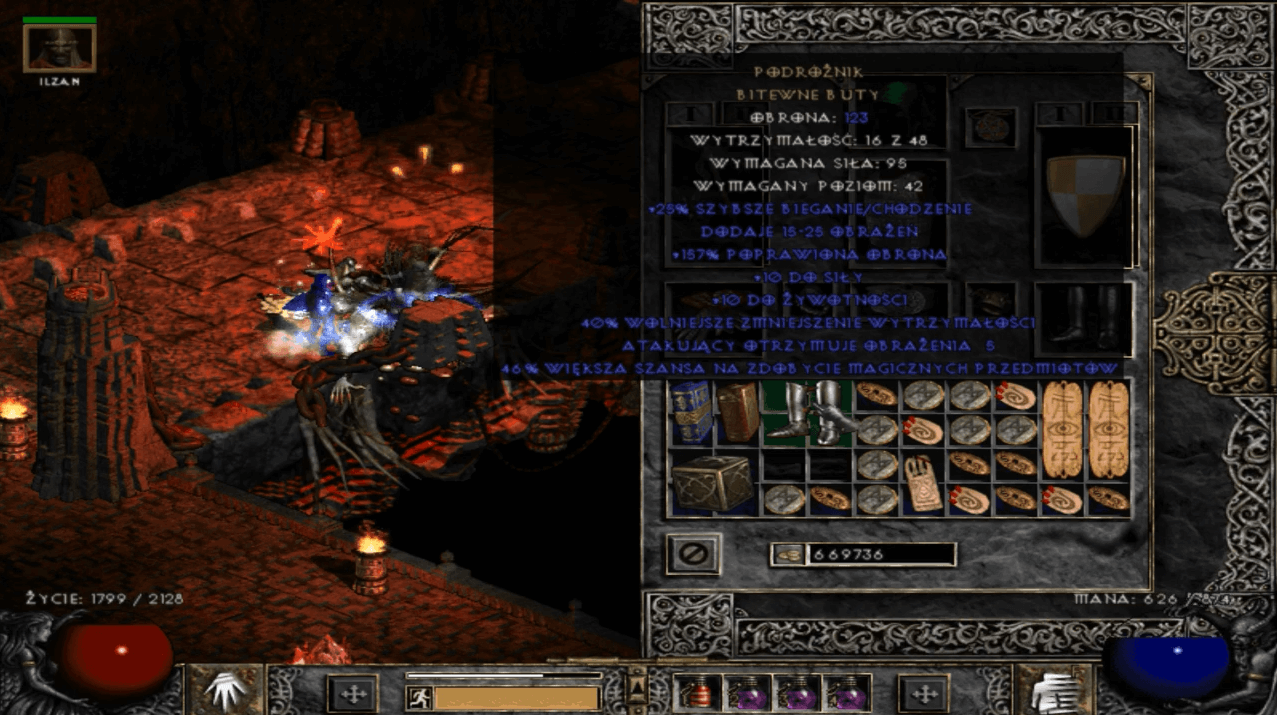 ILZAN
PODRÓŻNIK
BITEWNE BUTY
OBRONA: 123
WYTRZYMAŁOŚĆ: 16 Z 48
WYMAGANA SIŁA: 95
WYMAGANY POZIOM: 42
+25% SZYBSZE BIEGANIE/CHODZENIE
DODAJE 15-25 OBRAŻEŃ
+157% POPRAWIONA OBRONA
+10 DO SIŁY
+10 DO ŻYWOTNOŚCI
40% WOLNIEJSZE ZMNIEJSZENIE WYTRZYMAŁOŚCI
ATAKUJĄCY OTRZYMUJE OBRAŻENIA 5
46% WIĘKSZA SZANSA NA ZDOBYCIE MAGICZNYCH PRZEDMIOTÓW
669736
ŻYCIE: 1799 / 2128
MANA: 626 /